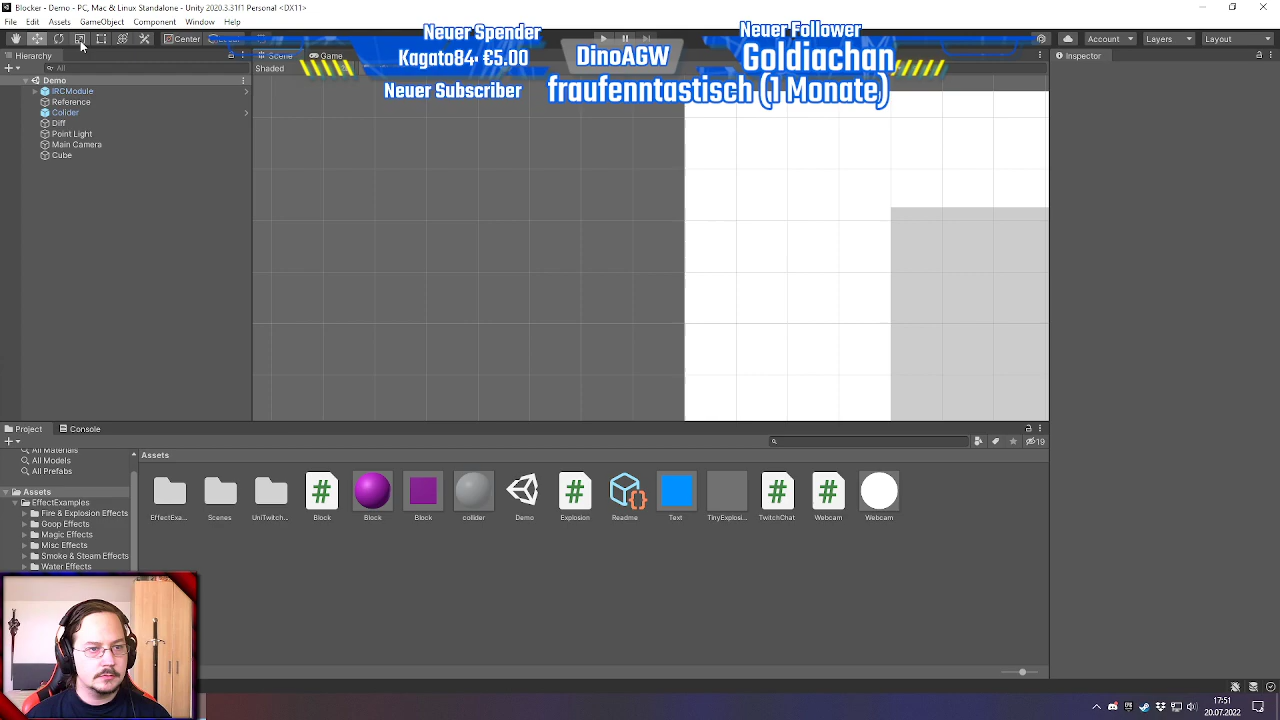 Blocker - Demo - PC, Mac & Linux Standalone - Unity 2020.3.31f1 Personal <DX11>
File Edit Assets GameObject Component Window Help
Neuer Spender
Kagato84· €5.00
Neuer Subscriber
DinoAGW
fraufenntastisch (1 Monate)
Neuer Follower
Goldiachan
Center
Account
Layers
Layout
Hierarchy
All
Demo
IRCModule
Reference
Collider
Diff
Point Light
Main Camera
Cube
Scene
Game
Shaded
Inspector
Project
Console
19
All Materials
All Models
All Prefabs
Assets
EffectExamples
Fire & Explosion Effects
Goop Effects
Magic Effects
Misc Effects
Smoke & Steam Effects
Water Effects
Assets
EffectExa...
Scenes
UniTwitch...
Block
Block
Block
collider
Demo
Explosion
Readme
Text
TinyExplosi...
TwitchChat
Webcam
Webcam
17:51
20.07.2022